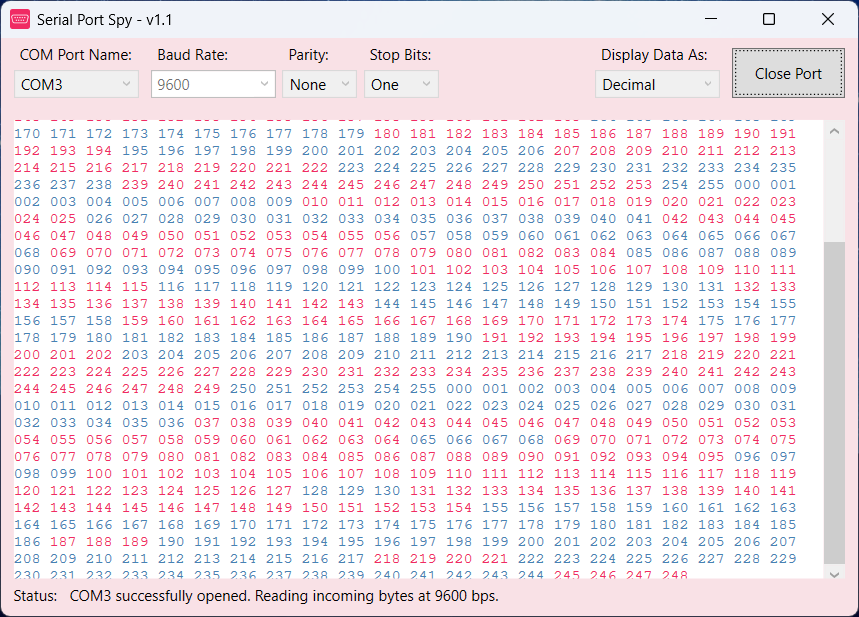 Serial Port Spy - v1.1
COM Port Name: Baud Rate: Parity: Stop Bits: Display Data As:
COM3 9600 None One Decimal Close Port
170 171 172 173 174 175 176 177 178 179 180 181 182 183 184 185 186 187 188 189 190 191
192 193 194 195 196 197 198 199 200 201 202 203 204 205 206 207 208 209 210 211 212 213
214 215 216 217 218 219 220 221 222 223 224 225 226 227 228 229 230 231 232 233 234 235
236 237 238 239 240 241 242 243 244 245 246 247 248 249 250 251 252 253 254 255 000 001
002 003 004 005 006 007 008 009 010 011 012 013 014 015 016 017 018 019 020 021 022 023
024 025 026 027 028 029 030 031 032 033 034 035 036 037 038 039 040 041 042 043 044 045
046 047 048 049 050 051 052 053 054 055 056 057 058 059 060 061 062 063 064 065 066 067
068 069 070 071 072 073 074 075 076 077 078 079 080 081 082 083 084 085 086 087 088 089
090 091 092 093 094 095 096 097 098 099 100 101 102 103 104 105 106 107 108 109 110 111
112 113 114 115 116 117 118 119 120 121 122 123 124 125 126 127 128 129 130 131 132 133
134 135 136 137 138 139 140 141 142 143 144 145 146 147 148 149 150 151 152 153 154 155
156 157 158 159 160 161 162 163 164 165 166 167 168 169 170 171 172 173 174 175 176 177
178 179 180 181 182 183 184 185 186 187 188 189 190 191 192 193 194 195 196 197 198 199
200 201 202 203 204 205 206 207 208 209 210 211 212 213 214 215 216 217 218 219 220 221
222 223 224 225 226 227 228 229 230 231 232 233 234 235 236 237 238 239 240 241 242 243
244 245 246 247 248 249 250 251 252 253 254 255 000 001 002 003 004 005 006 007 008 009
010 011 012 013 014 015 016 017 018 019 020 021 022 023 024 025 026 027 028 029 030 031
032 033 034 035 036 037 038 039 040 041 042 043 044 045 046 047 048 049 050 051 052 053
054 055 056 057 058 059 060 061 062 063 064 065 066 067 068 069 070 071 072 073 074 075
076 077 078 079 080 081 082 083 084 085 086 087 088 089 090 091 092 093 094 095 096 097
098 099 100 101 102 103 104 105 106 107 108 109 110 111 112 113 114 115 116 117 118 119
120 121 122 123 124 125 126 127 128 129 130 131 132 133 134 135 136 137 138 139 140 141
142 143 144 145 146 147 148 149 150 151 152 153 154 155 156 157 158 159 160 161 162 163
164 165 166 167 168 169 170 171 172 173 174 175 176 177 178 179 180 181 182 183 184 185
186 187 188 189 190 191 192 193 194 195 196 197 198 199 200 201 202 203 204 205 206 207
208 209 210 211 212 213 214 215 216 217 218 219 220 221 222 223 224 225 226 227 228 229
230 231 232 233 234 235 236 237 238 239 240 241 242 243 244 245 246 247 248
Status: COM3 successfully opened. Reading incoming bytes at 9600 bps.